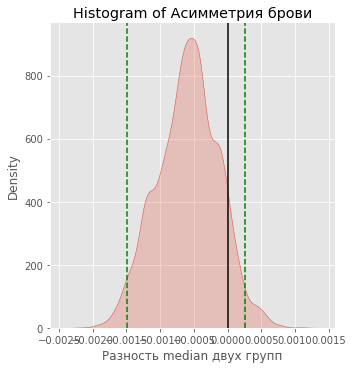 Histogram of Асимметрия брови
Density
800
600
400
200
0
−0.0025 −0.0020 −0.0015 −0.0010 −0.0005 0.0000 0.0005 0.0010 0.0015
Разность median двух групп